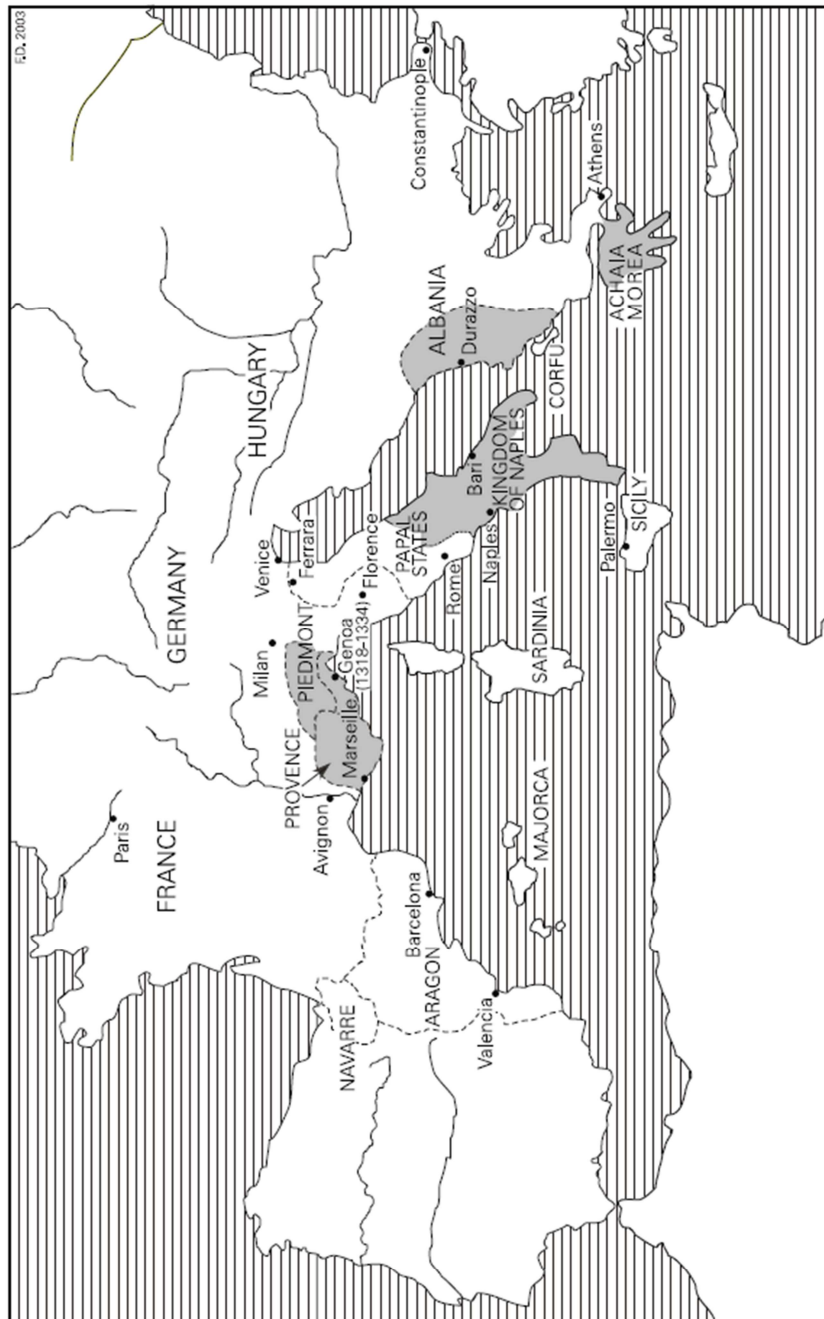 F.D. 2003
Paris
FRANCE
GERMANY
HUNGARY
NAVARRE
Avignon
PROVENCE
Marseille
PIEDMONT
Milan
Genoa
(1318-1334)
Venice
Ferrara
Florence
PAPAL
STATES
Rome
ARAGON
Barcelona
Valencia
MAJORCA
SARDINIA
Naples
KINGDOM
OF NAPLES
Bari
Palermo
SICILY
ALBANIA
Durazzo
CORFU
ACHAIA
MOREA
Athens
Constantinople